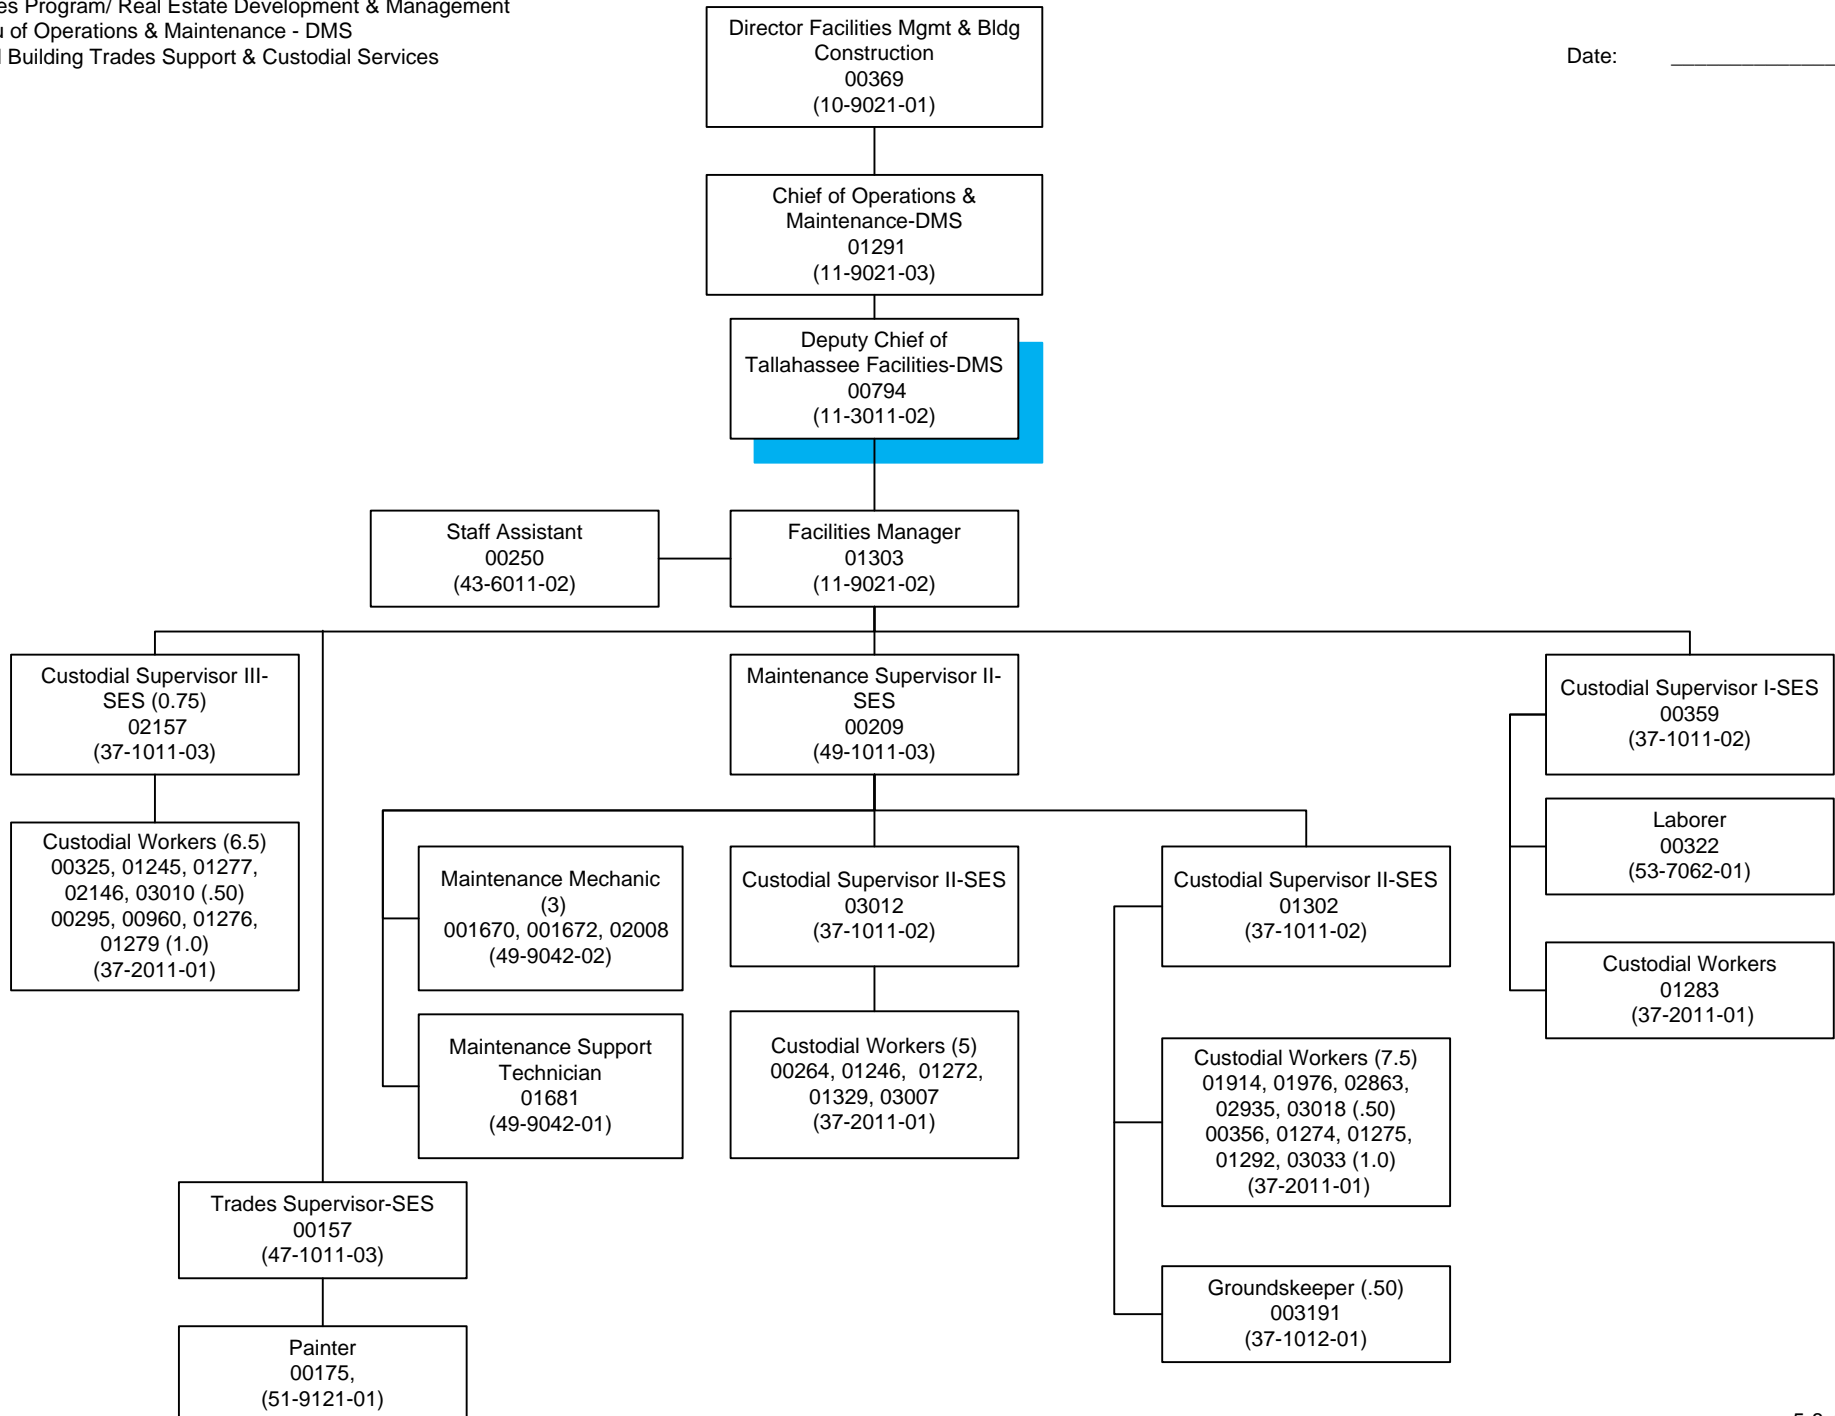 Program/ Real Estate Development & Management
of Operations & Maintenance - DMS
Building Trades Support & Custodial Services
Date: _______________
Director Facilities Mgmt & Bldg
Construction
00369
(10-9021-01)
Chief of Operations &
Maintenance-DMS
01291
(11-9021-03)
Deputy Chief of
Tallahassee Facilities-DMS
00794
(11-3011-02)
Staff Assistant
00250
(43-6011-02)
Facilities Manager
01303
(11-9021-02)
Custodial Supervisor III-
SES (0.75)
02157
(37-1011-03)
Maintenance Supervisor II-
SES
00209
(49-1011-03)
Custodial Supervisor I-SES
00359
(37-1011-02)
Custodial Workers (6.5)
00325, 01245, 01277,
02146, 03010 (.50)
00295, 00960, 01276,
01279 (1.0)
(37-2011-01)
Maintenance Mechanic
(3)
001670, 001672, 02008
(49-9042-02)
Custodial Supervisor II-SES
03012
(37-1011-02)
Custodial Supervisor II-SES
01302
(37-1011-02)
Laborer
00322
(53-7062-01)
Custodial Workers
01283
(37-2011-01)
Maintenance Support
Technician
01681
(49-9042-01)
Custodial Workers (5)
00264, 01246,  01272,
01329, 03007
(37-2011-01)
Custodial Workers (7.5)
01914, 01976, 02863,
02935, 03018 (.50)
00356, 01274, 01275,
01292, 03033 (1.0)
(37-2011-01)
Trades Supervisor-SES
00157
(47-1011-03)
Groundskeeper (.50)
003191
(37-1012-01)
Painter
00175,
(51-9121-01)